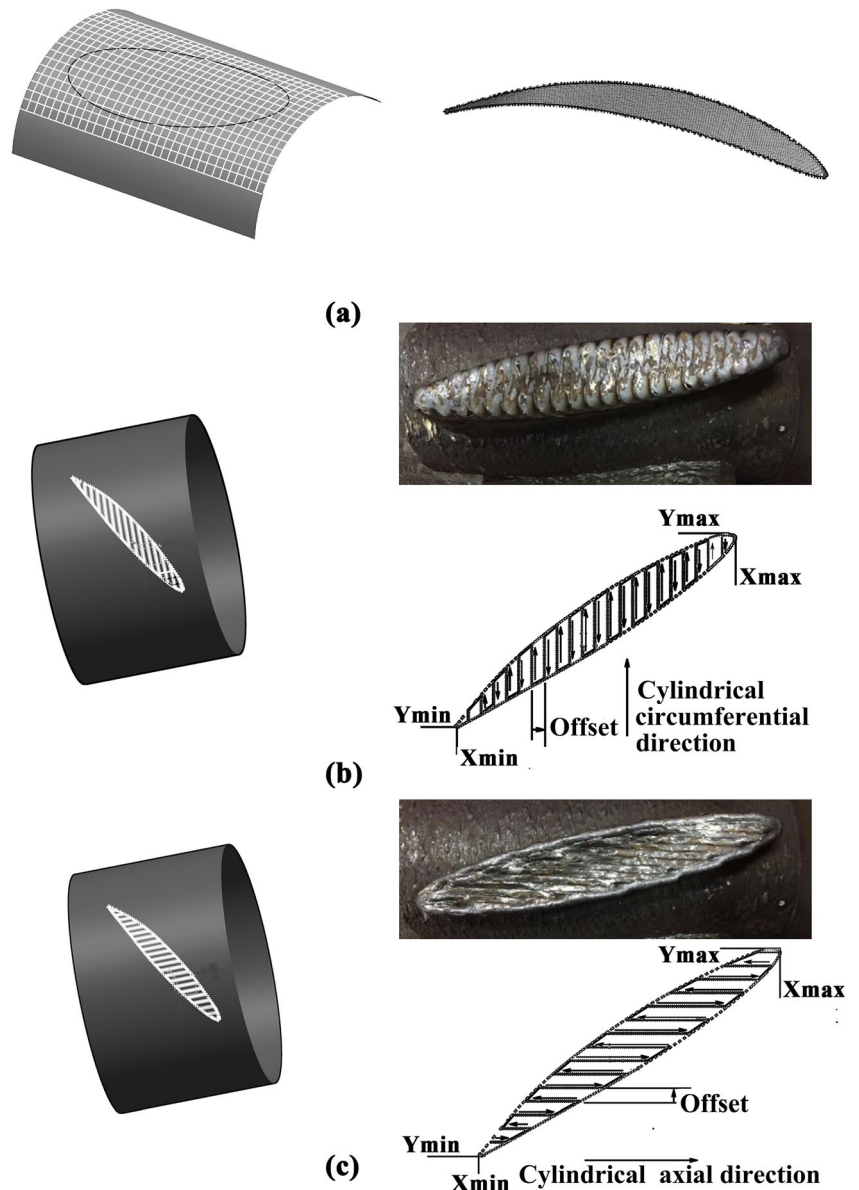 (a)
Ymax
Xmax
Ymin
Xmin
Offset
Cylindrical
circumferential
direction
(b)
Ymax
Xmax
Offset
Ymin
Xmin
Cylindrical axial direction
(c)